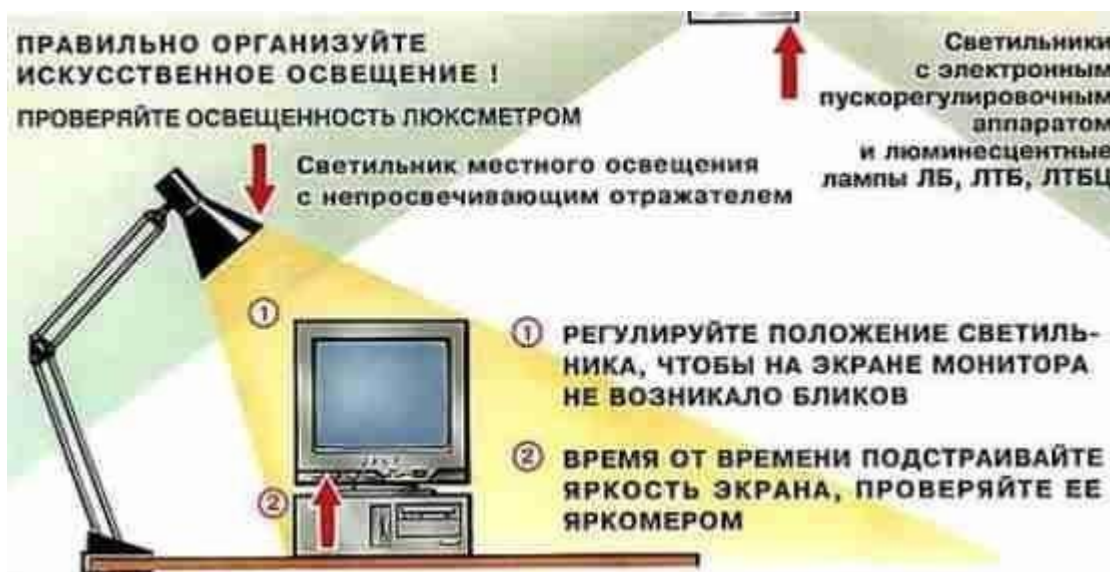 ПРАВИЛЬНО ОРГАНИЗУЙТЕ
ИСКУССТВЕННОЕ ОСВЕЩЕНИЕ !
ПРОВЕРЯЙТЕ ОСВЕЩЕННОСТЬ ЛЮКСМЕТРОМ
Светильник местного освещения
с непросвечивающим отражателем
Светильники
с электронным
пускорегулировочным
аппаратом
и люминесцентные
лампы ЛБ, ЛТБ, ЛТБЦ
1
2
1 РЕГУЛИРУЙТЕ ПОЛОЖЕНИЕ СВЕТИЛЬ-
НИКА, ЧТОБЫ НА ЭКРАНЕ МОНИТОРА
НЕ ВОЗНИКАЛО БЛИКОВ
2 ВРЕМЯ ОТ ВРЕМЕНИ ПОДСТРАИВАЙТЕ
ЯРКОСТЬ ЭКРАНА, ПРОВЕРЯЙТЕ ЕЕ
ЯРКОМЕРОМ